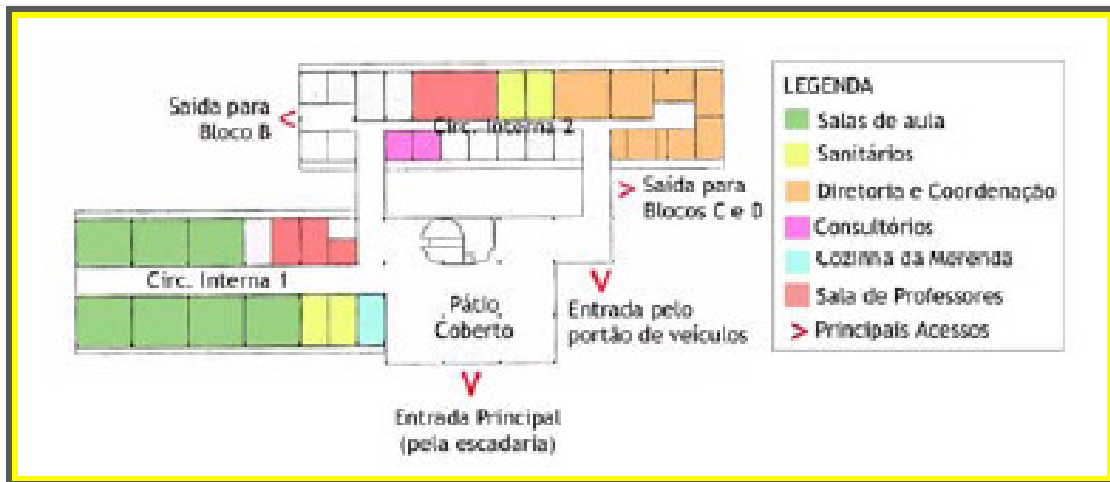 Saída para
Bloco B
Circ. Interna 2
Saída para
Blocos C e D
Circ. Interna 1
Pátio
Coberto
Entrada pelo
portão de veículos
Entrada Principal
(pela escadaria)
LEGENDA
Salas de aula
Sanitários
Diretoria e Coordenação
Consultórios
Cozinha da Merenda
Sala de Professores
Principais Acessos